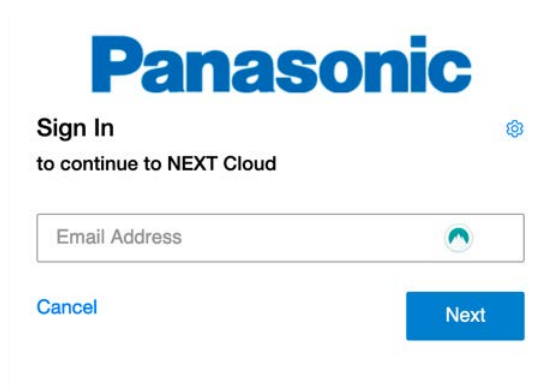 Panasonic
Sign In
to continue to NEXT Cloud
Email Address
Cancel
Next